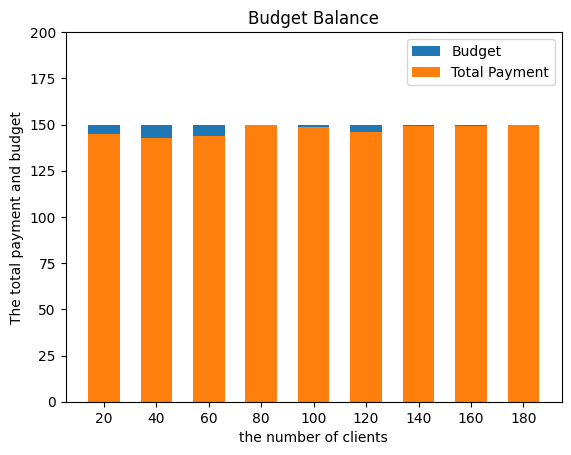 Budget Balance
Budget
Total Payment
The total payment and budget
200
175
150
125
100
75
50
25
0
20 40 60 80 100 120 140 160 180
the number of clients